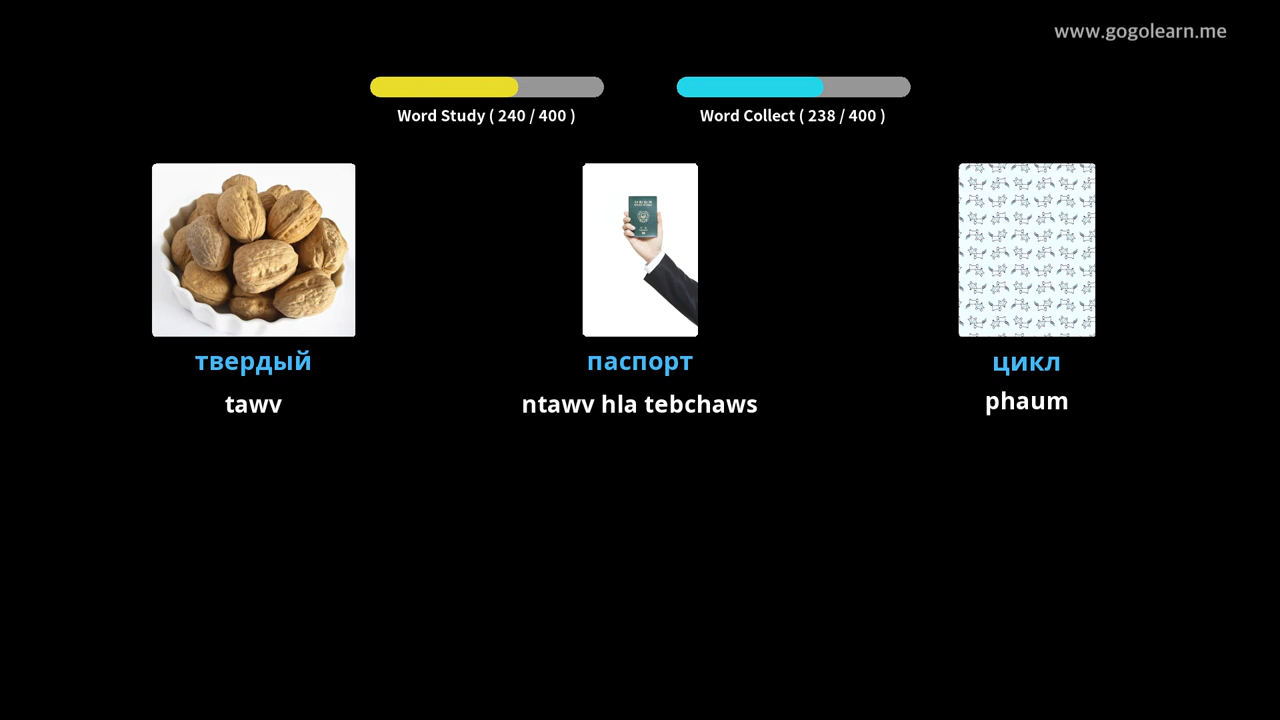 www.gogolearn.me
Word Study ( 240 / 400 )
Word Collect ( 238 / 400 )
твердый
паспорт
цикл
tawv
ntawv hla tebchaws
phaum